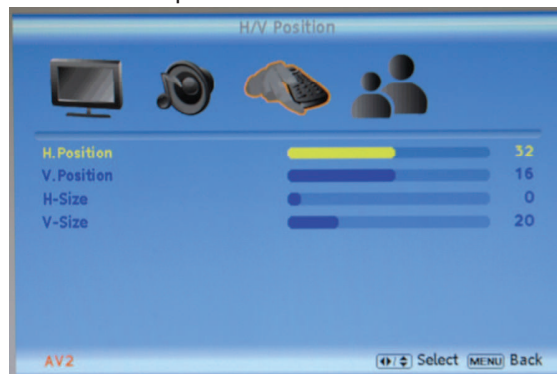 H/V Position
H.Position 32
V.Position 16
H-Size 0
V-Size 20
AV2 Select MENU Back